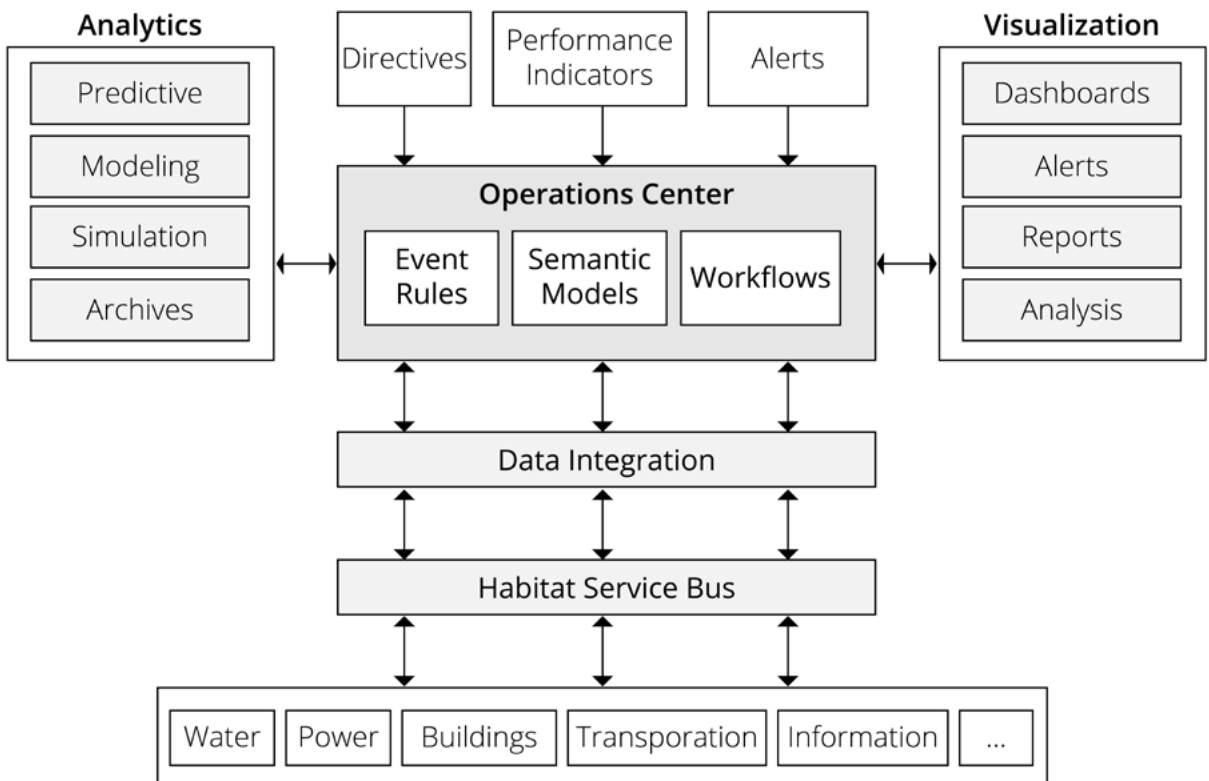 Analytics
Predictive
Modeling
Simulation
Archives
Directives
Performance
Indicators
Alerts
Visualization
Dashboards
Alerts
Reports
Analysis
Operations Center
Event
Rules
Semantic
Models
Workflows
Data Integration
Habitat Service Bus
Water
Power
Buildings
Transporation
Information
...